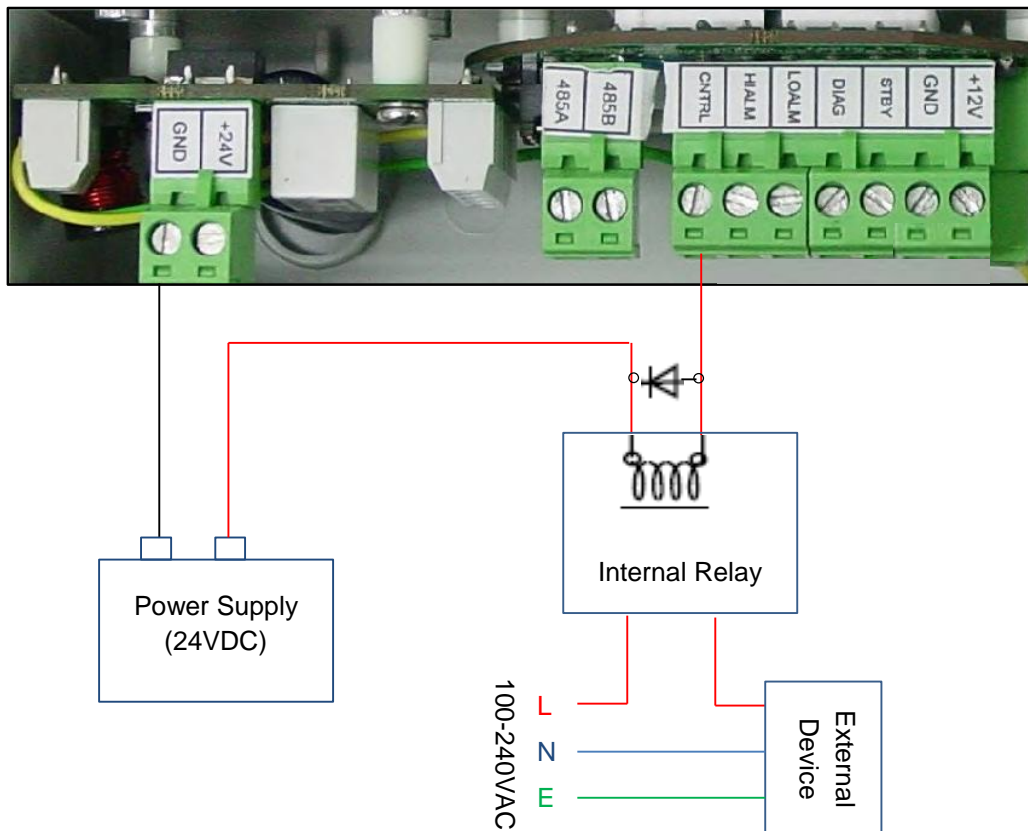 GND
+24V
485A
485B
CNTRL
HIALM
LOALM
DIAG
STBY
GND
+12V
Power Supply
(24VDC)
Internal Relay
100-240VAC
L
N
E
External
Device